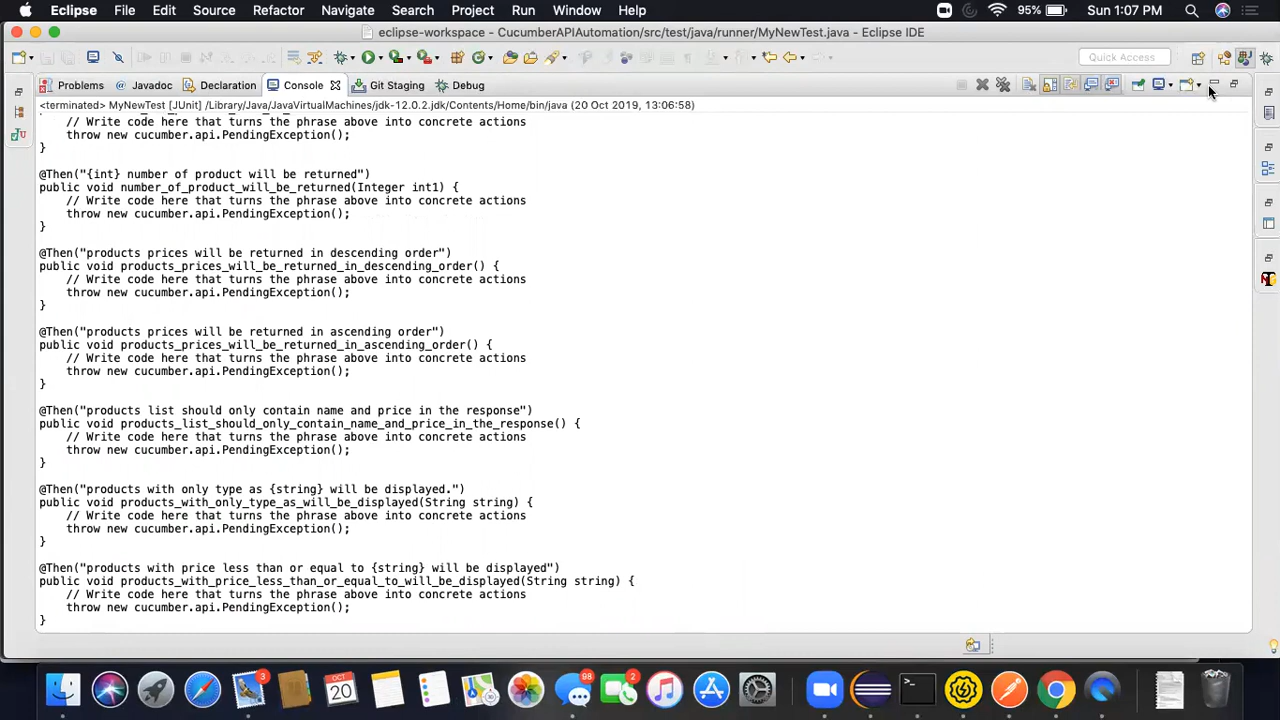 Eclipse File Edit Source Refactor Navigate Search Project Run Window Help 95% Sun 1:07 PM
eclipse-workspace - CucumberAPIAutomation/src/test/java/runner/MyNewTest.java - Eclipse IDE
Quick Access
Problems Javadoc Declaration Console Git Staging Debug
<terminated> MyNewTest [JUnit] /Library/Java/JavaVirtualMachines/jdk-12.0.2.jdk/Contents/Home/bin/java (20 Oct 2019, 13:06:58)
// Write code here that turns the phrase above into concrete actions
throw new cucumber.api.PendingException();
}
@Then("{int} number of product will be returned")
public void number_of_product_will_be_returned(Integer int1) {
// Write code here that turns the phrase above into concrete actions
throw new cucumber.api.PendingException();
}
@Then("products prices will be returned in descending order")
public void products_prices_will_be_returned_in_descending_order() {
// Write code here that turns the phrase above into concrete actions
throw new cucumber.api.PendingException();
}
@Then("products prices will be returned in ascending order")
public void products_prices_will_be_returned_in_ascending_order() {
// Write code here that turns the phrase above into concrete actions
throw new cucumber.api.PendingException();
}
@Then("products list should only contain name and price in the response")
public void products_list_should_only_contain_name_and_price_in_the_response() {
// Write code here that turns the phrase above into concrete actions
throw new cucumber.api.PendingException();
}
@Then("products with only type as {string} will be displayed.")
public void products_with_only_type_as_will_be_displayed(String string) {
// Write code here that turns the phrase above into concrete actions
throw new cucumber.api.PendingException();
}
@Then("products with price less than or equal to {string} will be displayed")
public void products_with_price_less_than_or_equal_to_will_be_displayed(String string) {
// Write code here that turns the phrase above into concrete actions
throw new cucumber.api.PendingException();
}
3 OCT 20 98 2